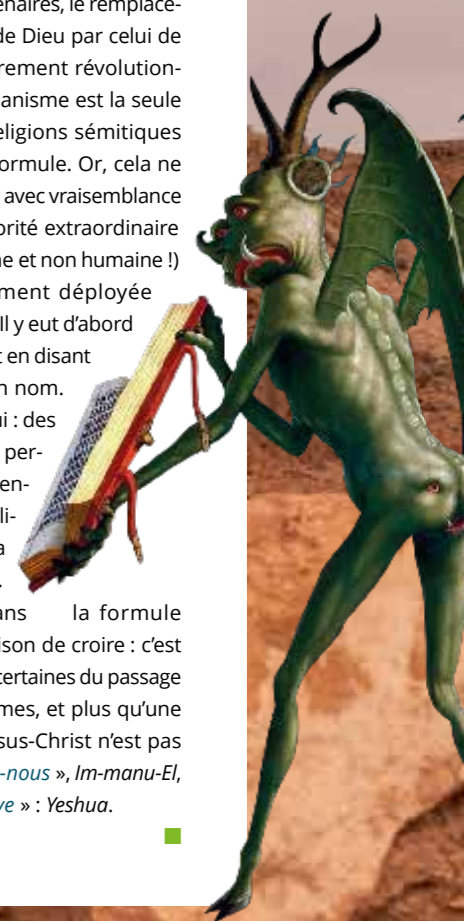 enaires, le remplace-
de Dieu par celui de
rement révolution-
anisme est la seule
eligions sémitiques
ormule. Or, cela ne
avec vraisemblance
orité extraordinaire
ne et non humaine !)
ment déployée
Il y eut d'abord
t en disant
n nom.
ui : des
per-
en-
li-
a
.
ans la formule
ison de croire : c'est
certaines du passage
mes, et plus qu'une
sus-Christ n'est pas
-nous », Im-manu-El,
ve » : Yeshua.